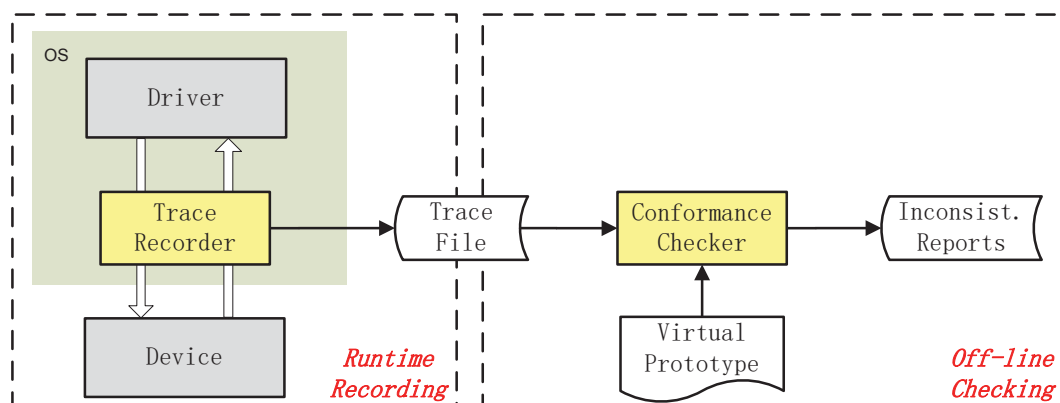 OS
Driver
Trace
Recorder
Device
Runtime
Recording
Trace
File
Conformance
Checker
Virtual
Prototype
Inconsist.
Reports
Off-line
Checking